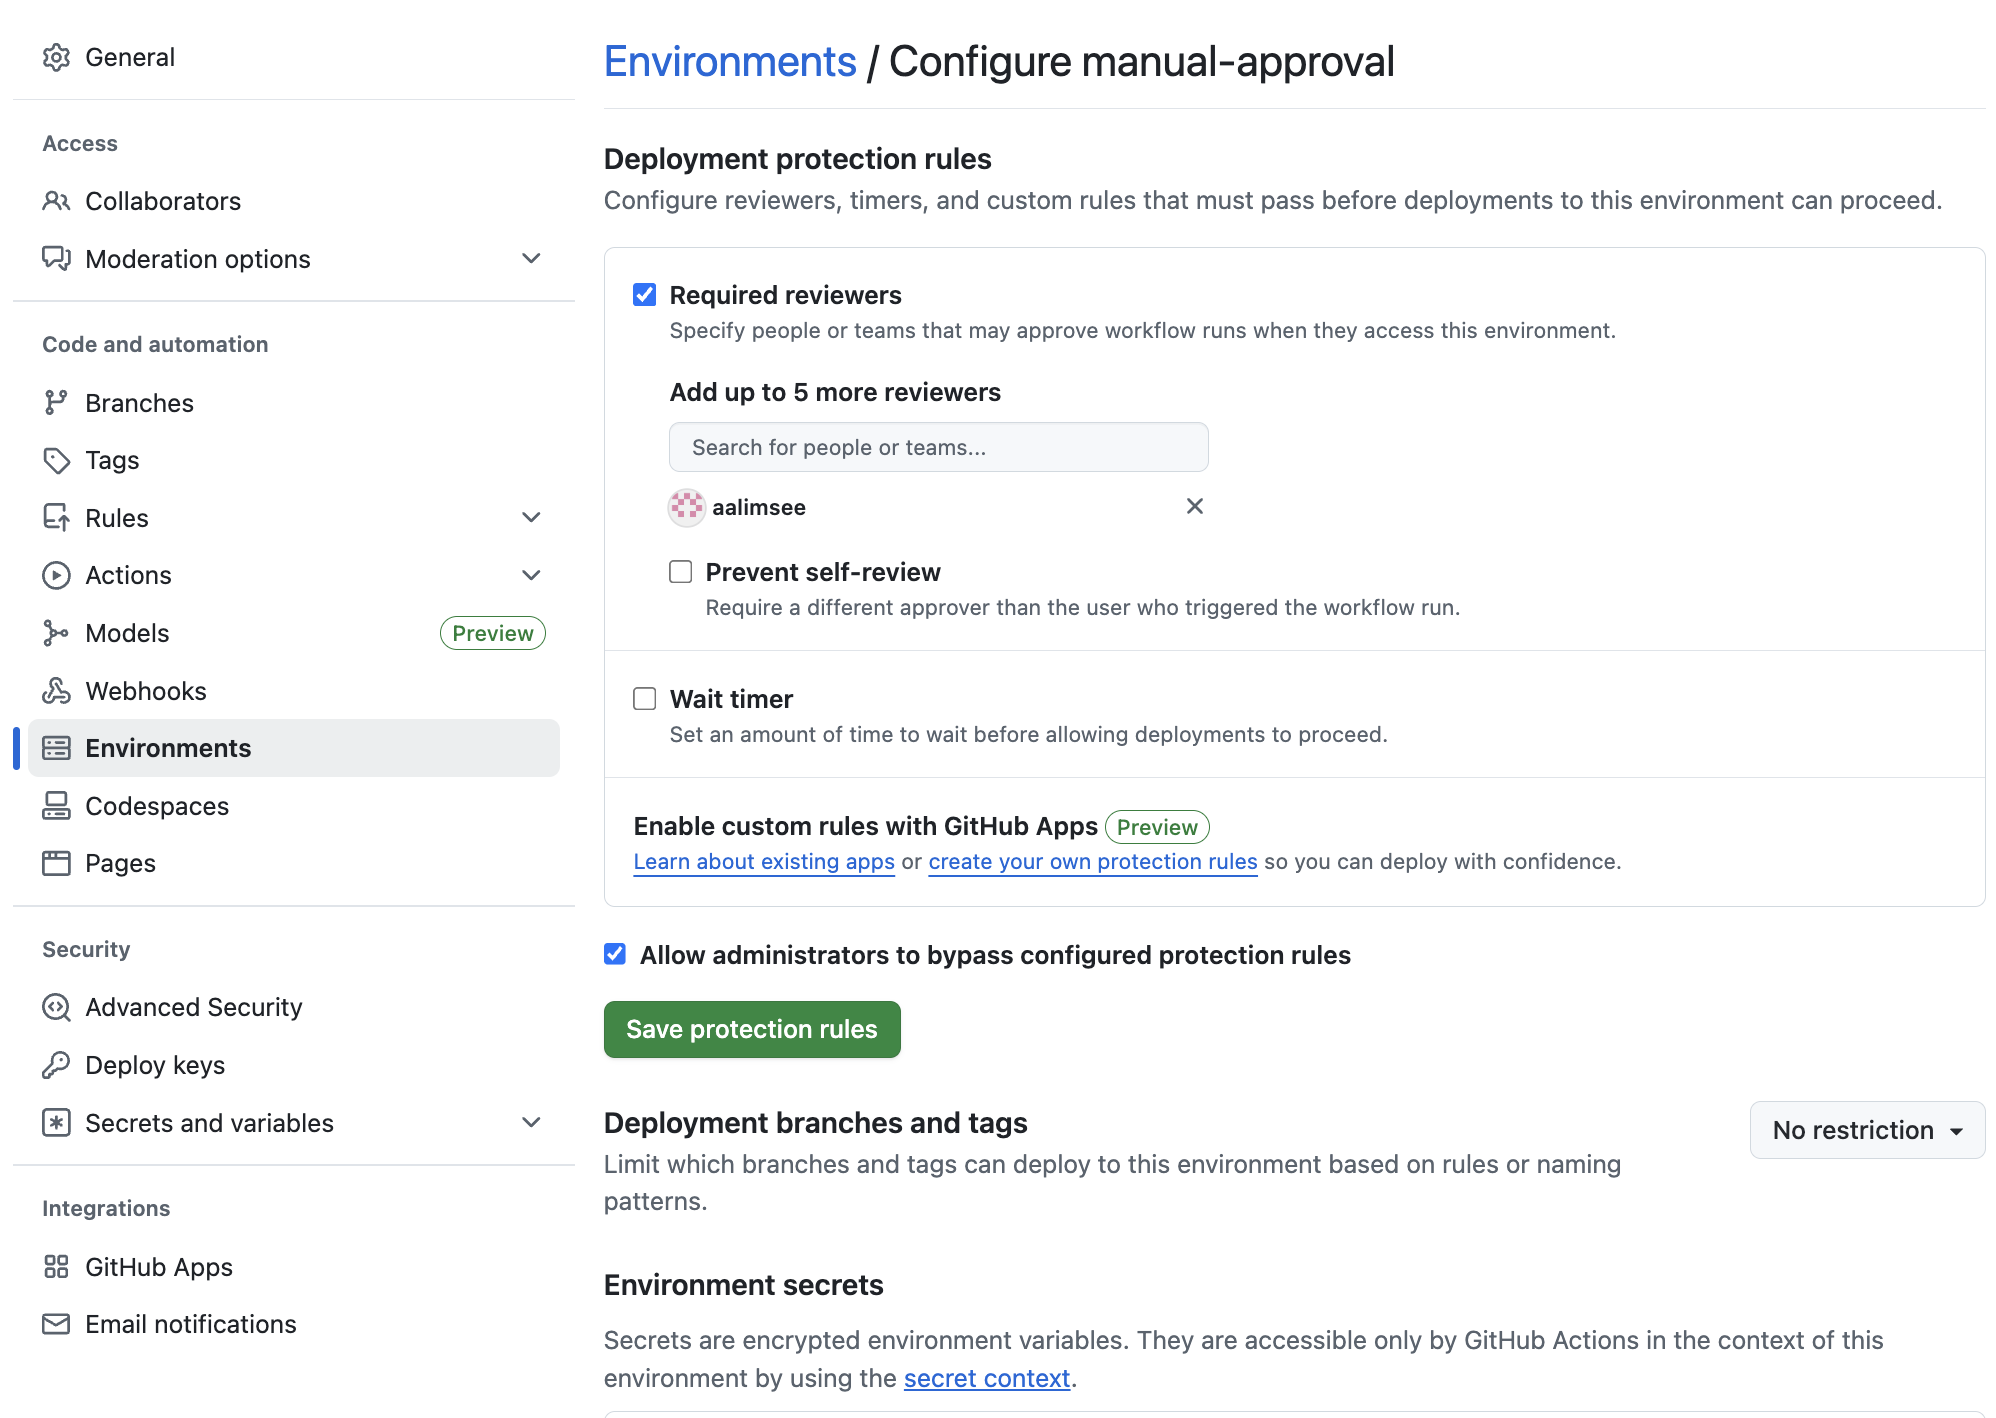 General
Access
Collaborators
Moderation options
Code and automation
Branches
Tags
Rules
Actions
Models
Preview
Webhooks
Environments
Codespaces
Pages
Security
Advanced Security
Deploy keys
Secrets and variables
Integrations
GitHub Apps
Email notifications
Environments / Configure manual-approval
Deployment protection rules
Configure reviewers, timers, and custom rules that must pass before deployments to this environment can proceed.
Required reviewers
Specify people or teams that may approve workflow runs when they access this environment.
Add up to 5 more reviewers
Search for people or teams...
aalimsee
Prevent self-review
Require a different approver than the user who triggered the workflow run.
Wait timer
Set an amount of time to wait before allowing deployments to proceed.
Enable custom rules with GitHub Apps Preview
Learn about existing apps or create your own protection rules so you can deploy with confidence.
Allow administrators to bypass configured protection rules
Save protection rules
Deployment branches and tags
No restriction
Limit which branches and tags can deploy to this environment based on rules or naming
patterns.
Environment secrets
Secrets are encrypted environment variables. They are accessible only by GitHub Actions in the context of this
environment by using the secret context.